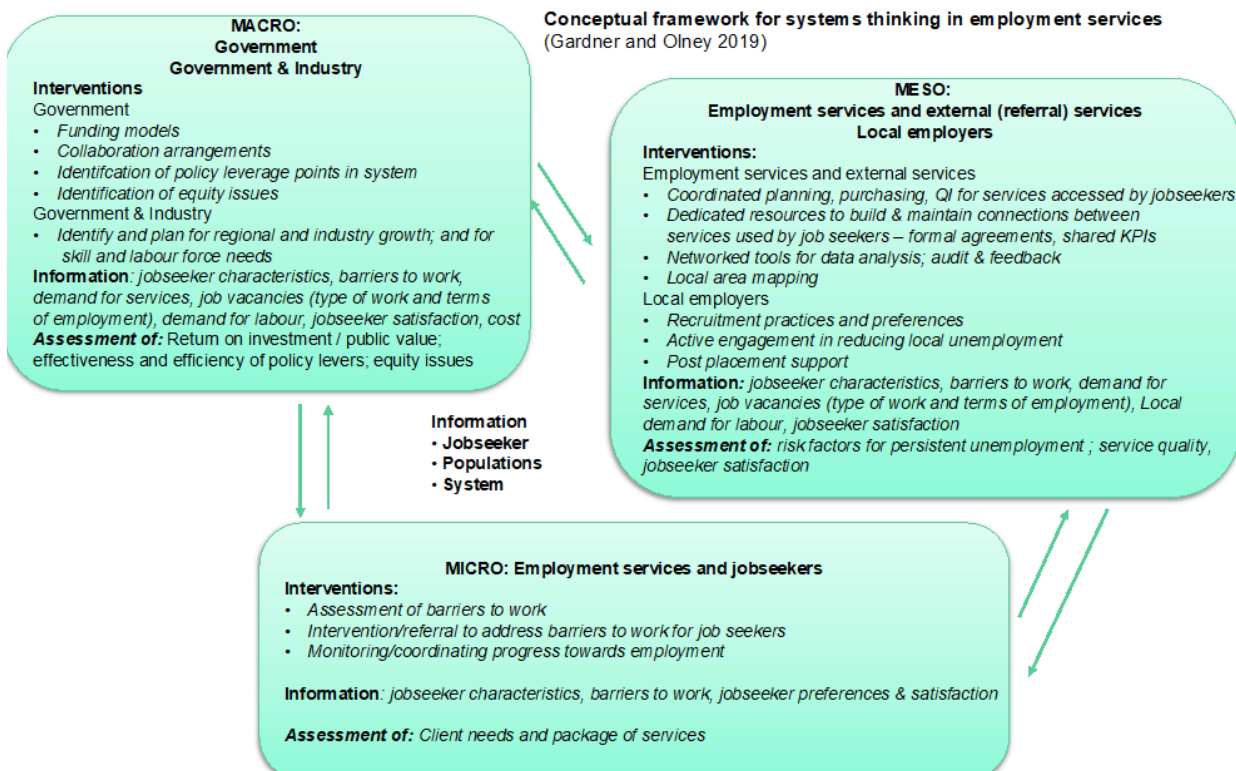 Conceptual framework for systems thinking in employment services
(Gardner and Olney 2019)
MACRO:
Government
Government & Industry
Interventions
Government
• Funding models
• Collaboration arrangements
• Identifcation of policy leverage points in system
• Identification of equity issues
Government & Industry
• Identify and plan for regional and industry growth; and for
skill and labour force needs
Information: jobseeker characteristics, barriers to work,
demand for services, job vacancies (type of work and terms
of employment), demand for labour, jobseeker satisfaction, cost
Assessment of: Return on investment / public value;
effectiveness and efficiency of policy levers; equity issues
MESO:
Employment services and external (referral) services
Local employers
Interventions:
Employment services and external services
• Coordinated planning, purchasing, QI for services accessed by jobseekers
• Dedicated resources to build & maintain connections between
services used by job seekers – formal agreements, shared KPIs
• Networked tools for data analysis; audit & feedback
• Local area mapping
Local employers
• Recruitment practices and preferences
• Active engagement in reducing local unemployment
• Post placement support
Information: jobseeker characteristics, barriers to work, demand for
services, job vacancies (type of work and terms of employment), Local
demand for labour, jobseeker satisfaction
Assessment of: risk factors for persistent unemployment ; service quality,
jobseeker satisfaction
Information
• Jobseeker
• Populations
• System
MICRO: Employment services and jobseekers
Interventions:
• Assessment of barriers to work
• Intervention/referral to address barriers to work for job seekers
• Monitoring/coordinating progress towards employment
Information: jobseeker characteristics, barriers to work, jobseeker preferences & satisfaction
Assessment of: Client needs and package of services